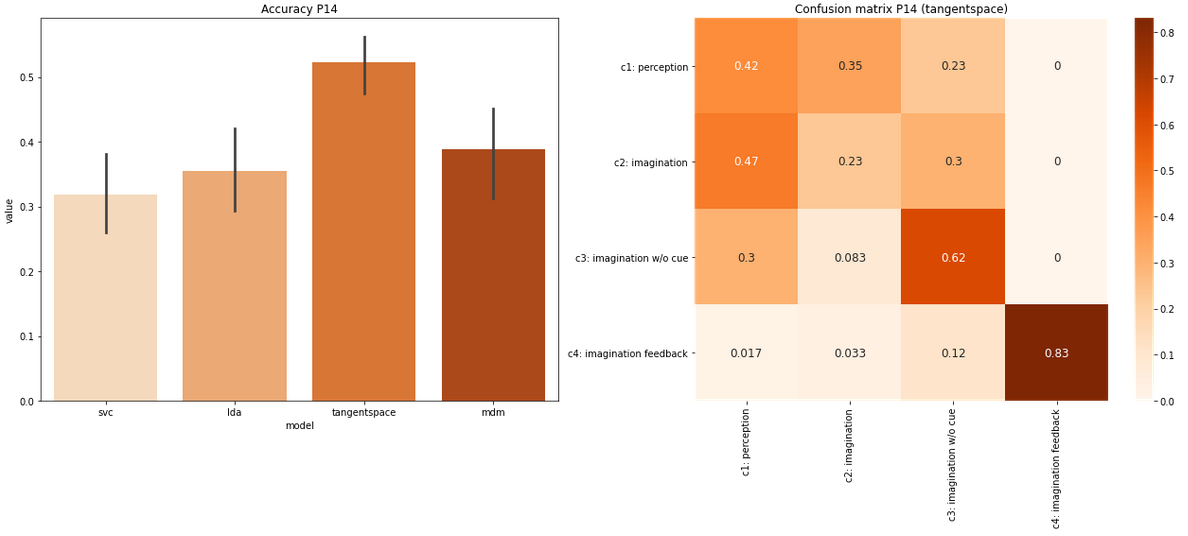 Accuracy P14
value
0.5
0.4
0.3
0.2
0.1
0.0
svc
lda
tangentspace
mdm
model
Confusion matrix P14 (tangentspace)
c1: perception
0.42
0.35
0.23
0
c2: imagination
0.47
0.23
0.3
0
c3: imagination w/o cue
0.3
0.083
0.62
0
c4: imagination feedback
0.017
0.033
0.12
0.83
c1: perception
c2: imagination
c3: imagination w/o cue
c4: imagination feedback
0.8
0.7
0.6
0.5
0.4
0.3
0.2
0.1
0.0